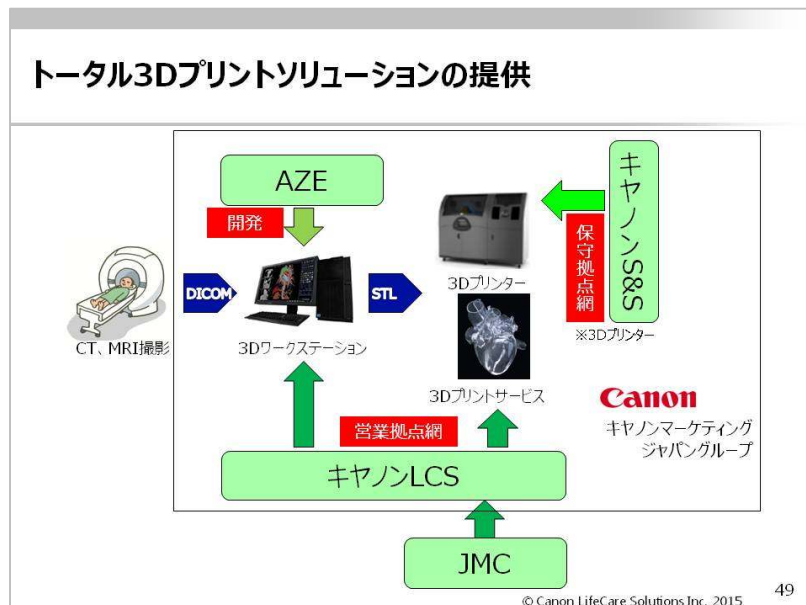 トータル3Dプリントソリューションの提供
AZE
開発
キヤノンS&S
保守拠点網
※3Dプリンター
DICOM
STL
3Dプリンター
CT、MRI撮影
3Dワークステーション
3Dプリントサービス
Canon
キヤノンマーケティング
ジャパングループ
営業拠点網
キヤノンLCS
JMC
49
© Canon LifeCare Solutions Inc. 2015